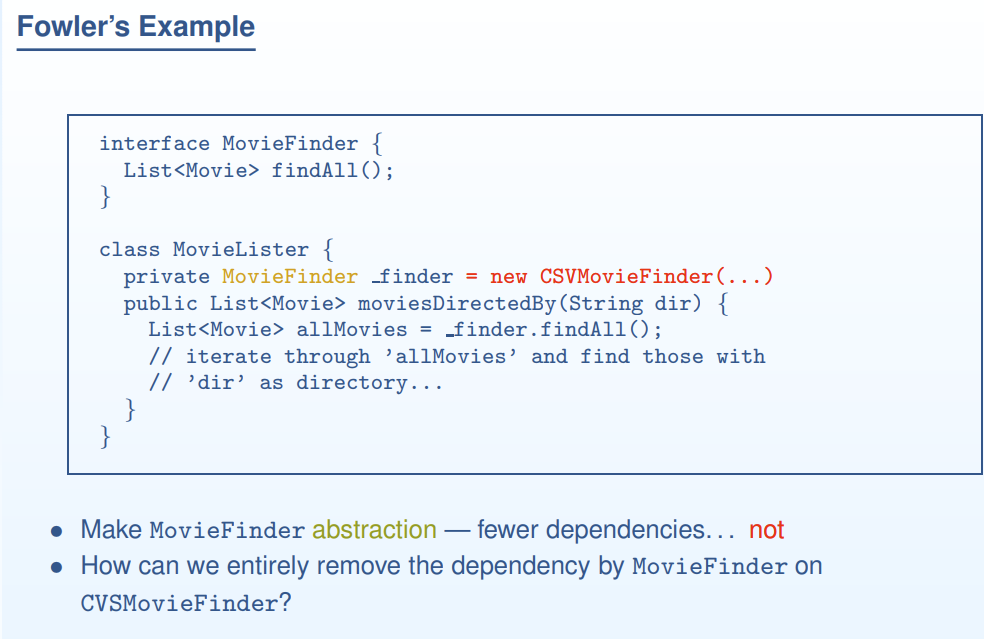 Fowler's Example
interface MovieFinder {
List<Movie> findAll();
}
class MovieLister {
private MovieFinder _finder = new CSVMovieFinder(...)
public List<Movie> moviesDirectedBy(String dir) {
List<Movie> allMovies = _finder.findAll();
// iterate through ’allMovies’ and find those with
// ’dir’ as directory...
}
}
• Make MovieFinder abstraction — fewer dependencies... not
• How can we entirely remove the dependency by MovieFinder on
CVSMovieFinder?